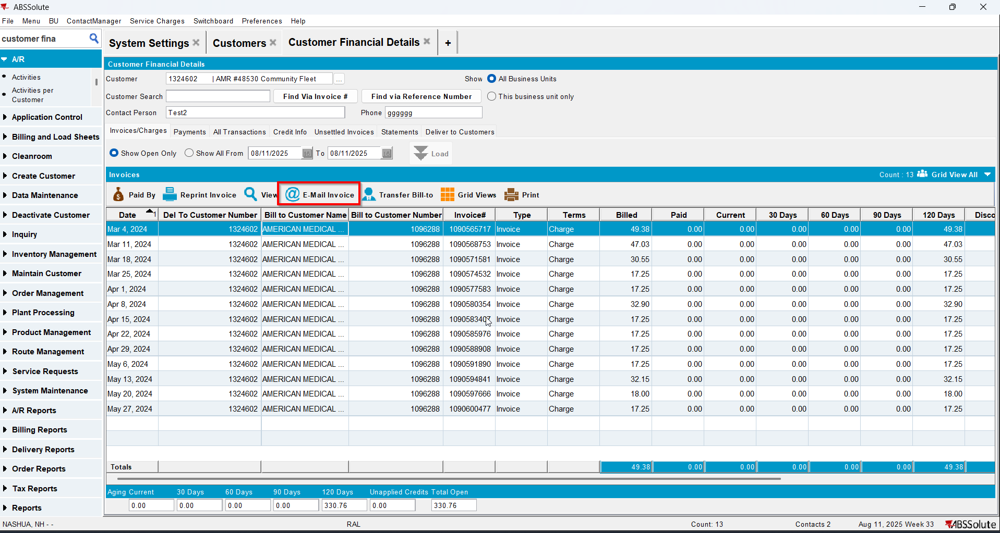 ABSSolute
File Menu BU ContactManager Service Charges Switchboard Preferences Help
customer fina
System Settings Customers Customer Financial Details +
A/R
Activities
Activities per
Customer
Application Control
Billing and Load Sheets
Cleanroom
Create Customer
Data Maintenance
Deactivate Customer
Inquiry
Inventory Management
Maintain Customer
Order Management
Plant Processing
Product Management
Route Management
Service Requests
System Maintenance
A/R Reports
Billing Reports
Delivery Reports
Order Reports
Tax Reports
Reports
Customer Financial Details
Customer 1324602 | AMR #48530 Community Fleet ... Show All Business Units
Customer Search Find Via Invoice # Find via Reference Number This business unit only
Contact Person Test2 Phone gggggg
Invoices/Charges Payments All Transactions Credit Info Unsettled Invoices Statements Deliver to Customers
Show Open Only Show All From 08/11/2025 To 08/11/2025 Load
Invoices Count : 13 Grid View All
Paid By Reprint Invoice View E-Mail Invoice Transfer Bill-to Grid Views Print
Date 1 Del To Customer Number Bill to Customer Name Bill to Customer Number Invoice# Type Terms Billed Paid Current 30 Days 60 Days 90 Days 120 Days Disco
Mar 4, 2024 1324602 AMERICAN MEDICAL ... 1096288 1090565717 Invoice Charge 49.38 0.00 0.00 0.00 0.00 0.00 49.38
Mar 11, 2024 1324602 AMERICAN MEDICAL ... 1096288 1090568753 Invoice Charge 47.03 0.00 0.00 0.00 0.00 0.00 47.03
Mar 18, 2024 1324602 AMERICAN MEDICAL ... 1096288 1090571581 Invoice Charge 30.55 0.00 0.00 0.00 0.00 0.00 30.55
Mar 25, 2024 1324602 AMERICAN MEDICAL ... 1096288 1090574532 Invoice Charge 17.25 0.00 0.00 0.00 0.00 0.00 17.25
Apr 1, 2024 1324602 AMERICAN MEDICAL ... 1096288 1090577583 Invoice Charge 17.25 0.00 0.00 0.00 0.00 0.00 17.25
Apr 8, 2024 1324602 AMERICAN MEDICAL ... 1096288 1090580354 Invoice Charge 32.90 0.00 0.00 0.00 0.00 0.00 32.90
Apr 15, 2024 1324602 AMERICAN MEDICAL ... 1096288 1090583407 Invoice Charge 17.25 0.00 0.00 0.00 0.00 0.00 17.25
Apr 22, 2024 1324602 AMERICAN MEDICAL ... 1096288 1090585976 Invoice Charge 17.25 0.00 0.00 0.00 0.00 0.00 17.25
Apr 29, 2024 1324602 AMERICAN MEDICAL ... 1096288 1090588908 Invoice Charge 17.25 0.00 0.00 0.00 0.00 0.00 17.25
May 6, 2024 1324602 AMERICAN MEDICAL ... 1096288 1090591890 Invoice Charge 17.25 0.00 0.00 0.00 0.00 0.00 17.25
May 13, 2024 1324602 AMERICAN MEDICAL ... 1096288 1090594841 Invoice Charge 32.15 0.00 0.00 0.00 0.00 0.00 32.15
May 20, 2024 1324602 AMERICAN MEDICAL ... 1096288 1090597666 Invoice Charge 18.00 0.00 0.00 0.00 0.00 0.00 18.00
May 27, 2024 1324602 AMERICAN MEDICAL ... 1096288 1090600477 Invoice Charge 17.25 0.00 0.00 0.00 0.00 0.00 17.25
Totals 49.38 0.00 0.00 0.00 0.00 0.00 49.38
Aging Current 30 Days 60 Days 90 Days 120 Days Unapplied Credits Total Open
0.00 0.00 0.00 0.00 330.76 0.00 330.76
NASHUA, NH - - RAL Count: 13 Contacts 2 Aug 11, 2025 Week 33 ABSSolute